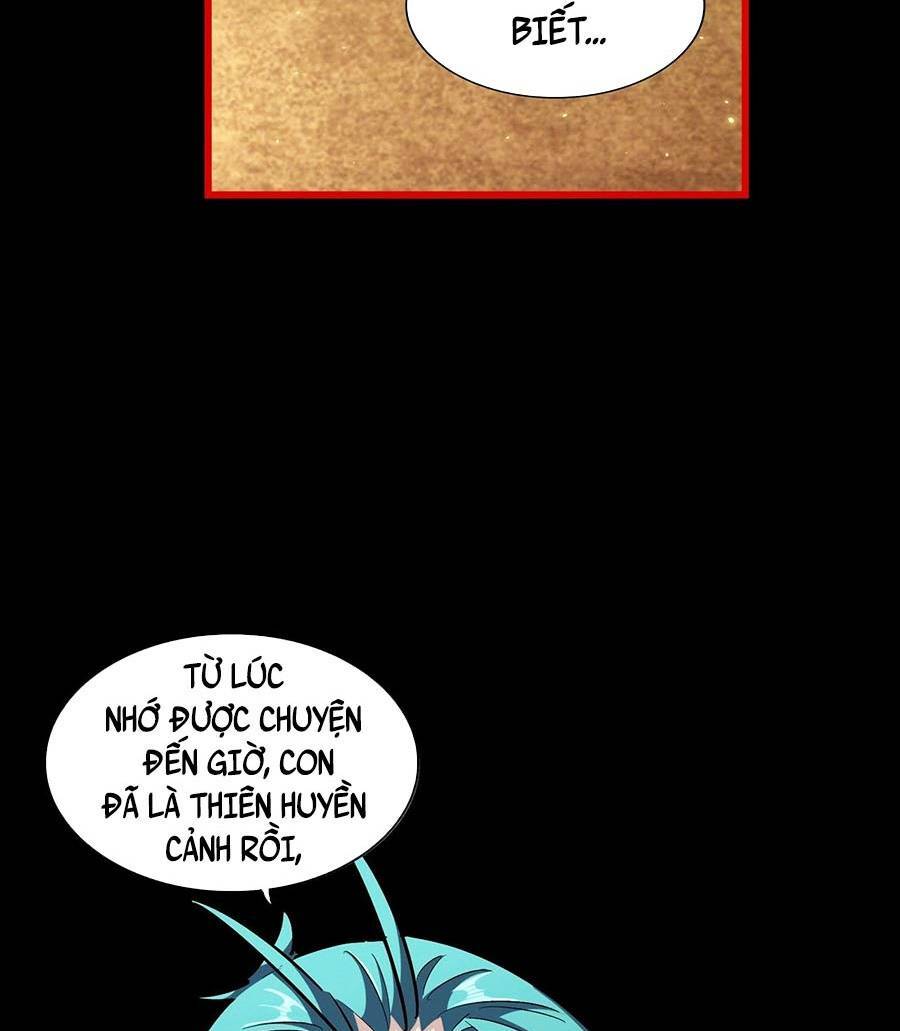 BIẾT...
TỪ LÚC
NHỚ ĐƯỢC CHUYỆN
ĐẾN GIỜ, CON
ĐÃ LÀ THIÊN HUYỀN
CẢNH RỒI,